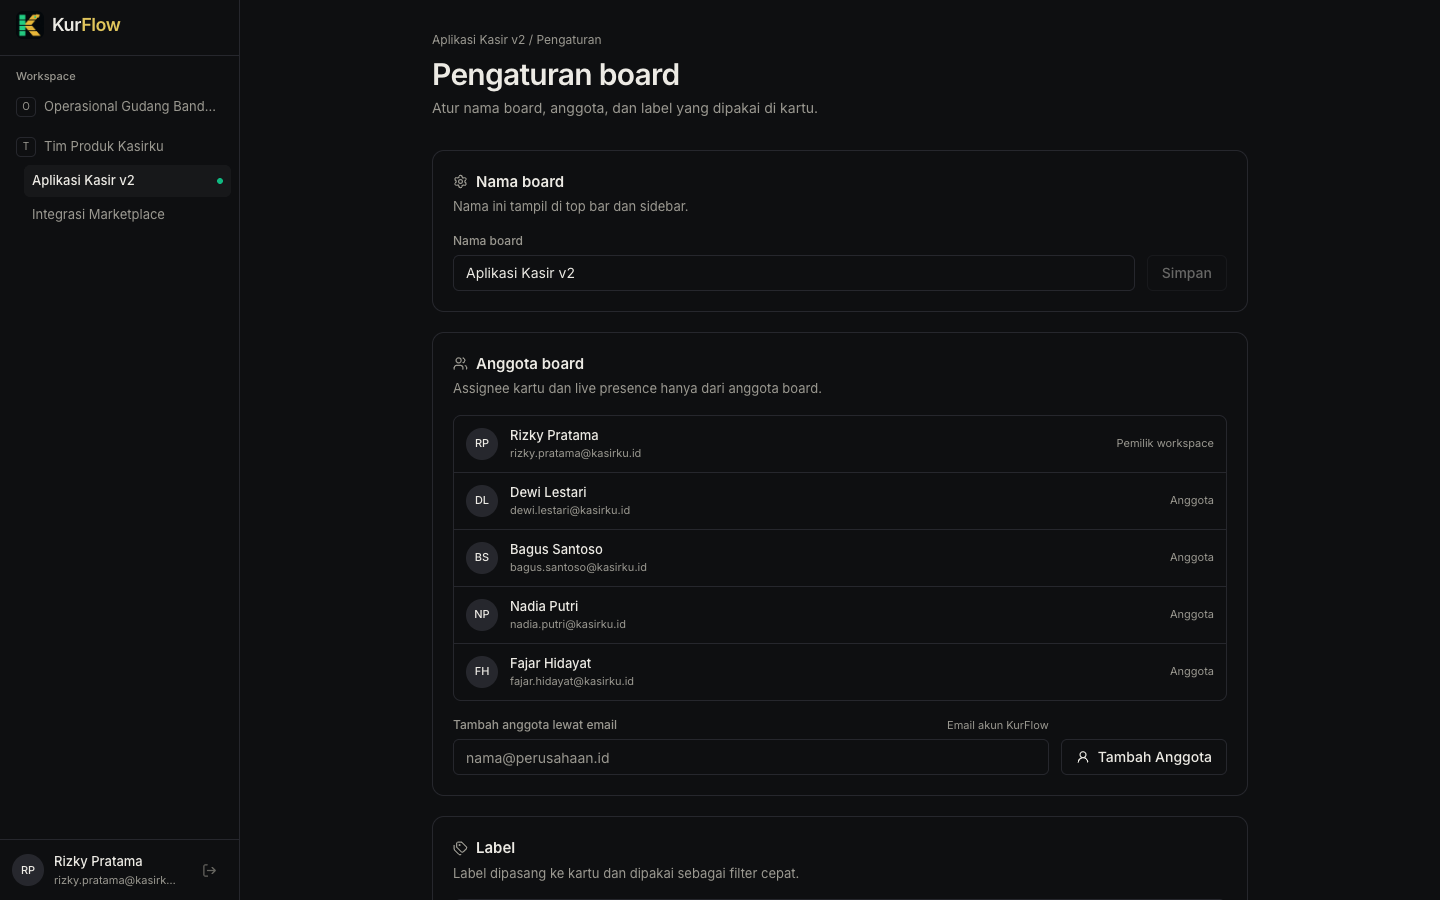 KurFlow
Workspace
O Operasional Gudang Band...
T Tim Produk Kasirku
Aplikasi Kasir v2
Integrasi Marketplace
RP Rizky Pratama
rizky.pratama@kasirk...
Aplikasi Kasir v2 / Pengaturan
Pengaturan board
Atur nama board, anggota, dan label yang dipakai di kartu.
Nama board
Nama ini tampil di top bar dan sidebar.
Nama board
Aplikasi Kasir v2 Simpan
Anggota board
Assignee kartu dan live presence hanya dari anggota board.
RP Rizky Pratama Pemilik workspace
rizky.pratama@kasirku.id
DL Dewi Lestari Anggota
dewi.lestari@kasirku.id
BS Bagus Santoso Anggota
bagus.santoso@kasirku.id
NP Nadia Putri Anggota
nadia.putri@kasirku.id
FH Fajar Hidayat Anggota
fajar.hidayat@kasirku.id
Tambah anggota lewat email Email akun KurFlow
nama@perusahaan.id Tambah Anggota
Label
Label dipasang ke kartu dan dipakai sebagai filter cepat.